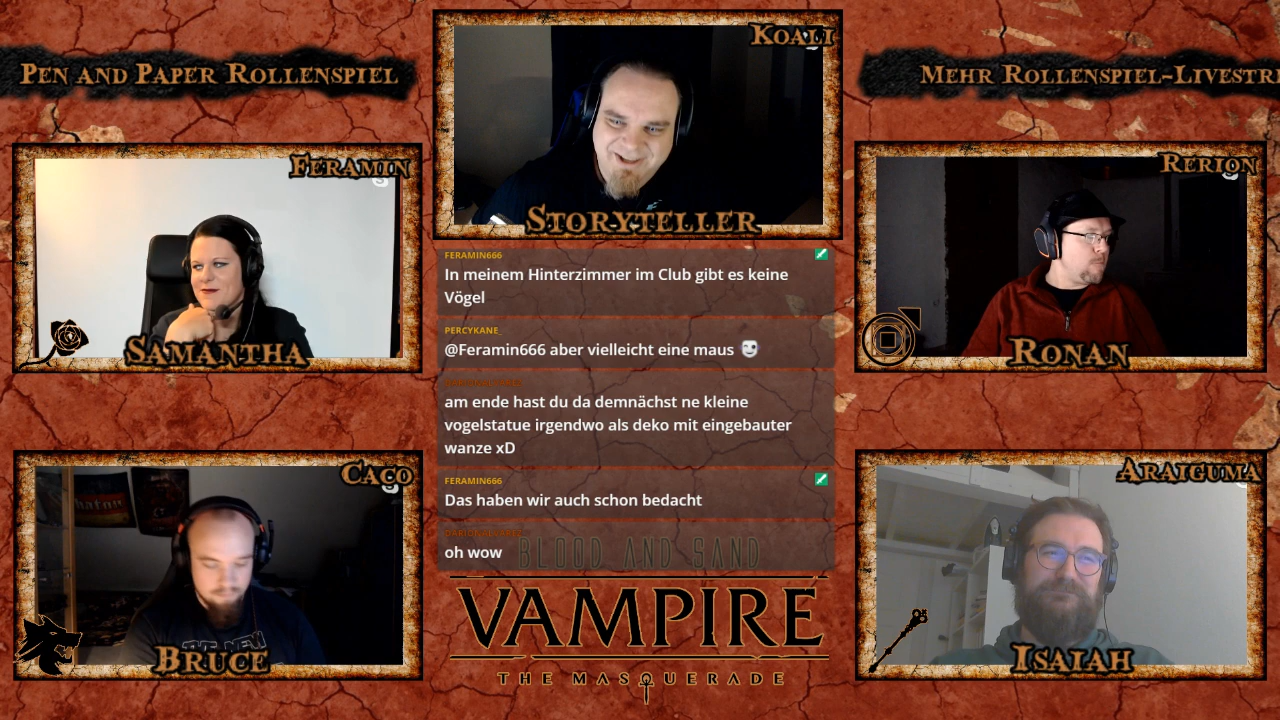 KOALI
PEN AND PAPER ROLLENSPIEL
MEHR ROLLENSPIEL-LIVESTRE
FERAMIN
RERION
STORYTELLER
FERAMIN666
In meinem Hinterzimmer im Club gibt es keine
Vögel
PERCYKANE_
@Feramin666 aber vielleicht eine maus
SAMANTHA
RONAN
am ende hast du da demnächst ne kleine
vogelstatue irgendwo als deko mit eingebauter
wanze xD
CACO
ARAIGUMA
FERAMIN666
Das haben wir auch schon bedacht
oh wow
BLOOD AND SAND
VAMPIRE
BRUCE
ISAIAH
THE MASQUERADE